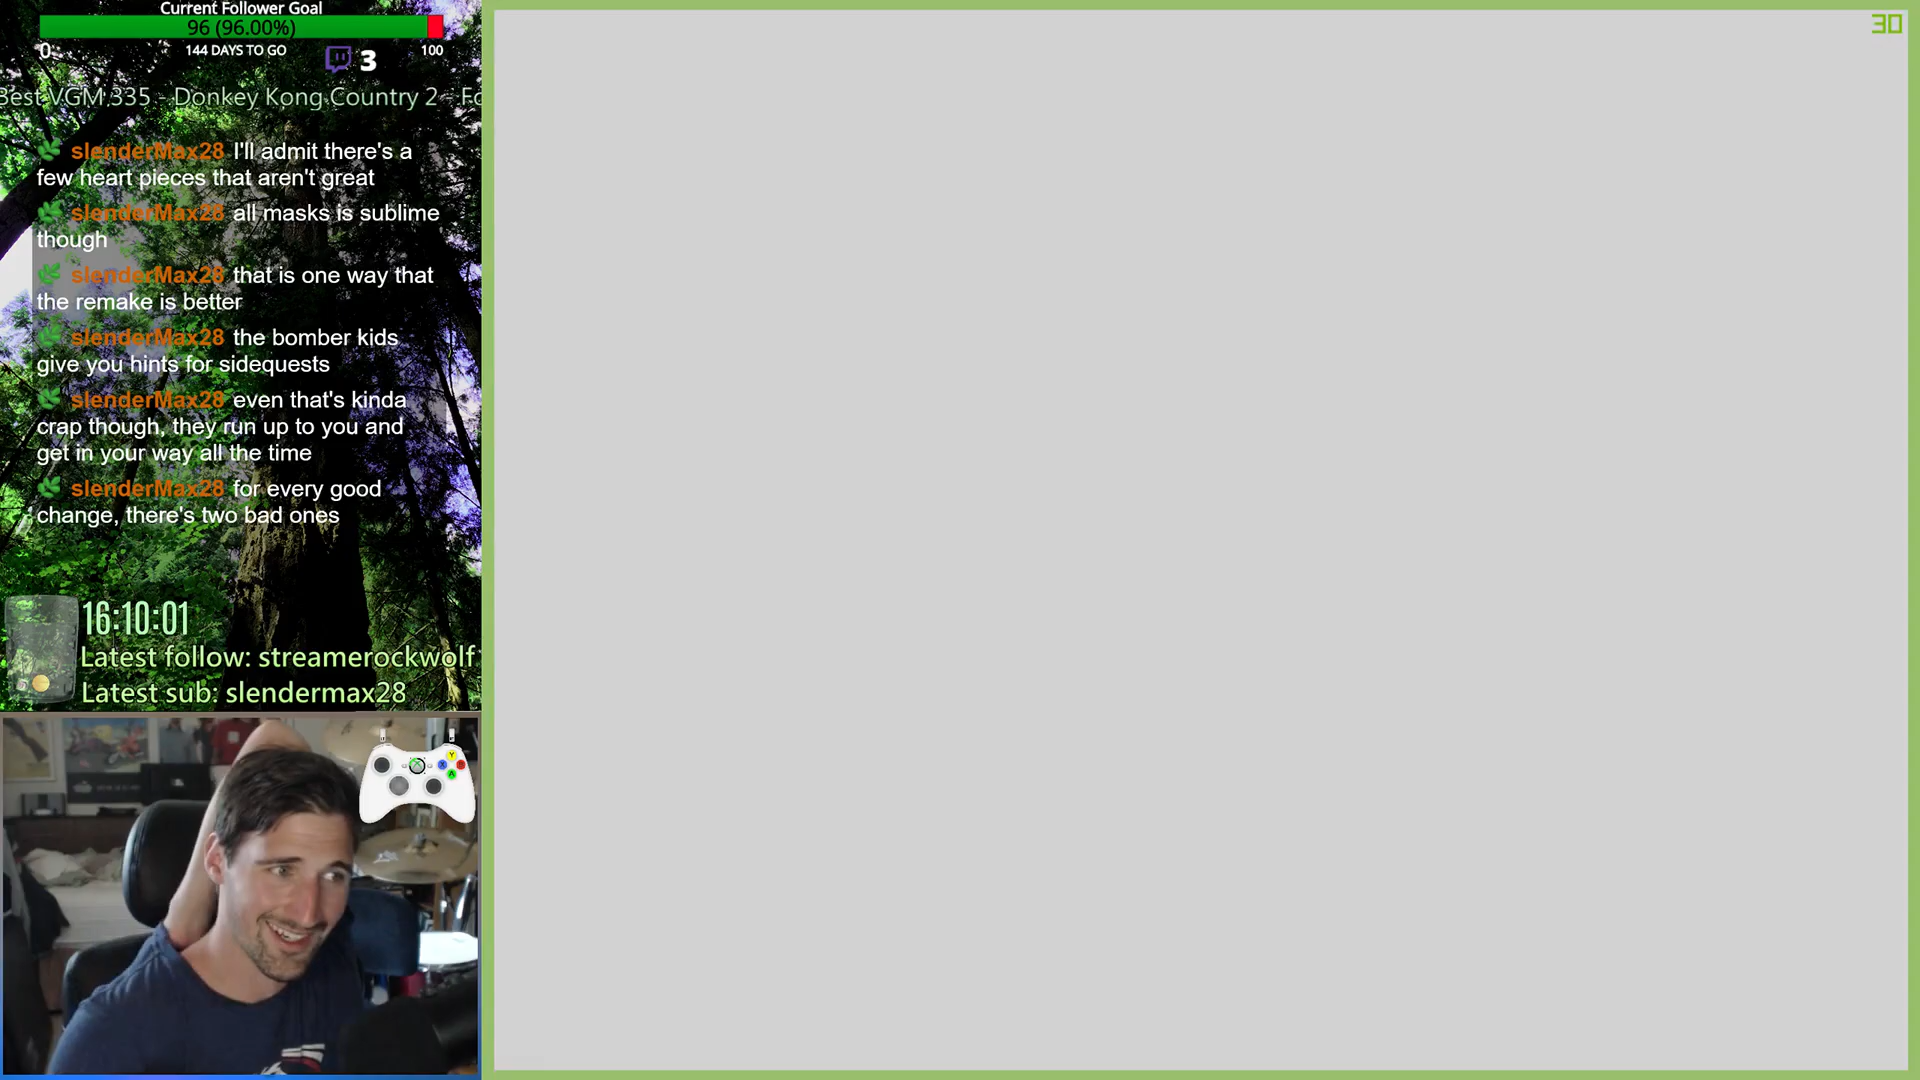 Current Follower Goal
96 (96.00%)
0
144 DAYS TO GO
100
3
30
Best VGM 335 - Donkey Kong Country 2 - Fo
slenderMax28 I'll admit there's a
few heart pieces that aren't great
slenderMax28 all masks is sublime
though
slenderMax28 that is one way that
the remake is better
slenderMax28 the bomber kids
give you hints for sidequests
slenderMax28 even that's kinda
crap though, they run up to you and
get in your way all the time
slenderMax28 for every good
change, there's two bad ones
16:10:01
Latest follow: streamerockwolf
Latest sub: slendermax28
Y
X
B
A